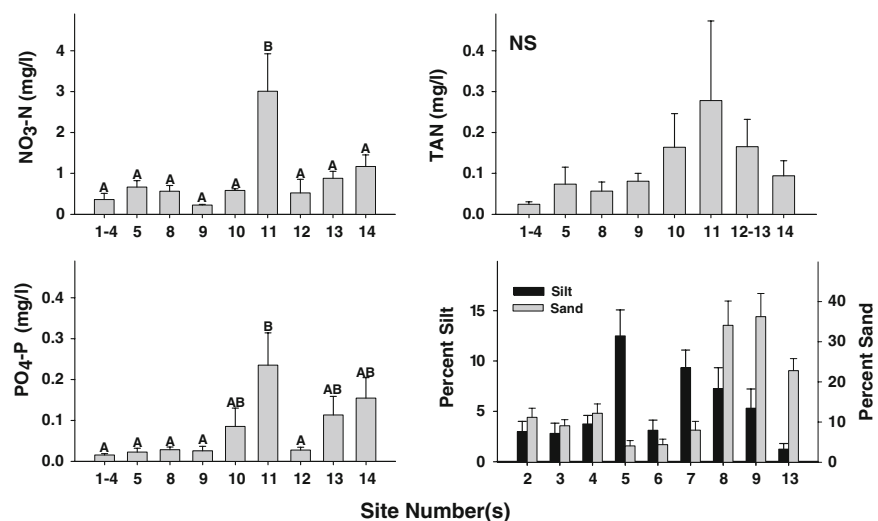 NO3-N (mg/l)
4
3
2
1
0
A
A
A
A
A
B
A
A
A
1-4 5 8 9 10 11 12 13 14
NS
TAN (mg/l)
0.4
0.3
0.2
0.1
0.0
1-4 5 8 9 10 11 12-13 14
PO4-P (mg/l)
0.4
0.3
0.2
0.1
0.0
A
A
A
A
AB
B
A
AB
AB
1-4 5 8 9 10 11 12 13 14
Percent Silt
15
10
5
0
Silt
Sand
40
30
20
10
0
Percent Sand
2 3 4 5 6 7 8 9 13
Site Number(s)